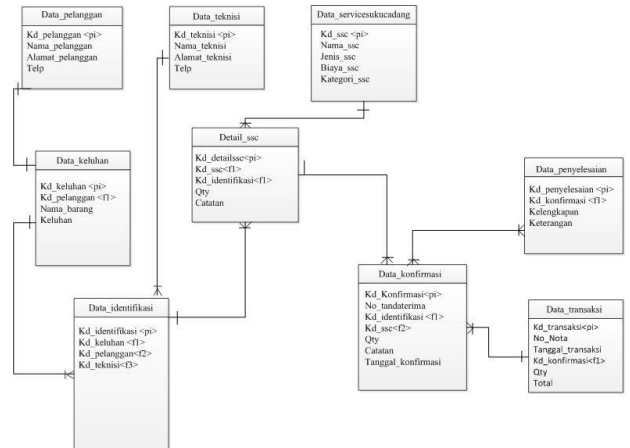 Data_pelanggan
Kd_pelanggan <pi>
Nama_pelanggan
Alamat_pelanggan
Telp
Data_teknisi
Kd_teknisi <pi>
Nama_teknisi
Alamat_teknisi
Telp
Data_servicesukucadang
Kd_ssc <pi>
Nama_ssc
Jenis_ssc
Biaya_ssc
Kategori_ssc
Data_keluhan
Kd_keluhan <pi>
Kd_pelanggan <f1>
Nama_barang
Keluhan
Detail_ssc
Kd_detailssc<pi>
Kd_ssc<f1>
Kd_identifikasi<f1>
Qty
Catatan
Data_penyelesaian
Kd_penyelesaian <pi>
Kd_konfirmasi <f1>
Kelengkapan
Keterangan
Data_identifikasi
Kd_identifikasi <pi>
Kd_keluhan <f1>
Kd_pelanggan<f2>
Kd_teknisi<f3>
Data_konfirmasi
Kd_Konfirmasi<pi>
No_tandaterima
Kd_identifikasi <f1>
Kd_ssc<f2>
Qty
Catatan
Tanggal_konfirmasi
Data_transaksi
Kd_transaksi<pi>
No_Nota
Tanggal_transaksi
Kd_konfirmasi<f1>
Qty
Total